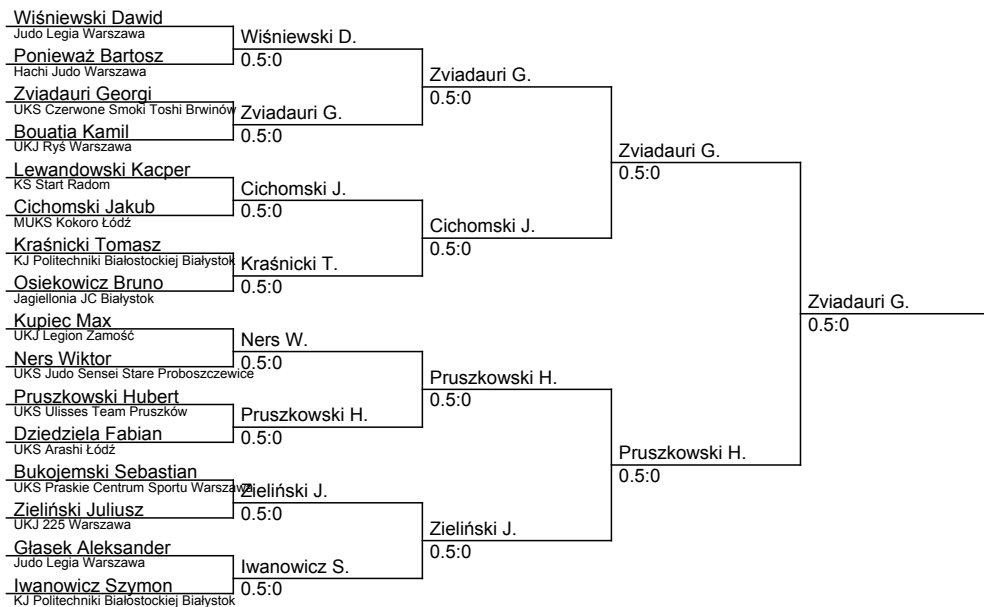 Wiśniewski Dawid
Judo Legia Warszawa
Ponieważ Bartosz
Hachi Judo Warszawa
Zviadauri Georgi
UKS Czerwone Smoki Toshi Brwinów
Bouatia Kamil
UKJ Ryś Warszawa
Lewandowski Kacper
KS Start Radom
Cichomski Jakub
MUKS Kokoro Łódź
Kraśnicki Tomasz
KJ Politechniki Białostockiej Białystok
Osiekowicz Bruno
Jagiellonia JC Białystok
Kupiec Max
UKJ Legion Zamość
Ners Wiktor
UKS Judo Sensei Stare Proboszczewice
Pruszkowski Hubert
UKS Ulisses Team Pruszków
Dziedziela Fabian
UKS Arashi Łódź
Bukojemski Sebastian
UKS Praskie Centrum Sportu Warszawa
Zieliński Juliusz
UKJ 225 Warszawa
Głasek Aleksander
Judo Legia Warszawa
Iwanowicz Szymon
KJ Politechniki Białostockiej Białystok
Wiśniewski D.
0.5:0
Zviadauri G.
0.5:0
Cichomski J.
0.5:0
Kraśnicki T.
0.5:0
Ners W.
0.5:0
Pruszkowski H.
0.5:0
Zieliński J.
0.5:0
Iwanowicz S.
0.5:0
Zviadauri G.
0.5:0
Cichomski J.
0.5:0
Pruszkowski H.
0.5:0
Zieliński J.
0.5:0
Zviadauri G.
0.5:0
Pruszkowski H.
0.5:0
Zviadauri G.
0.5:0